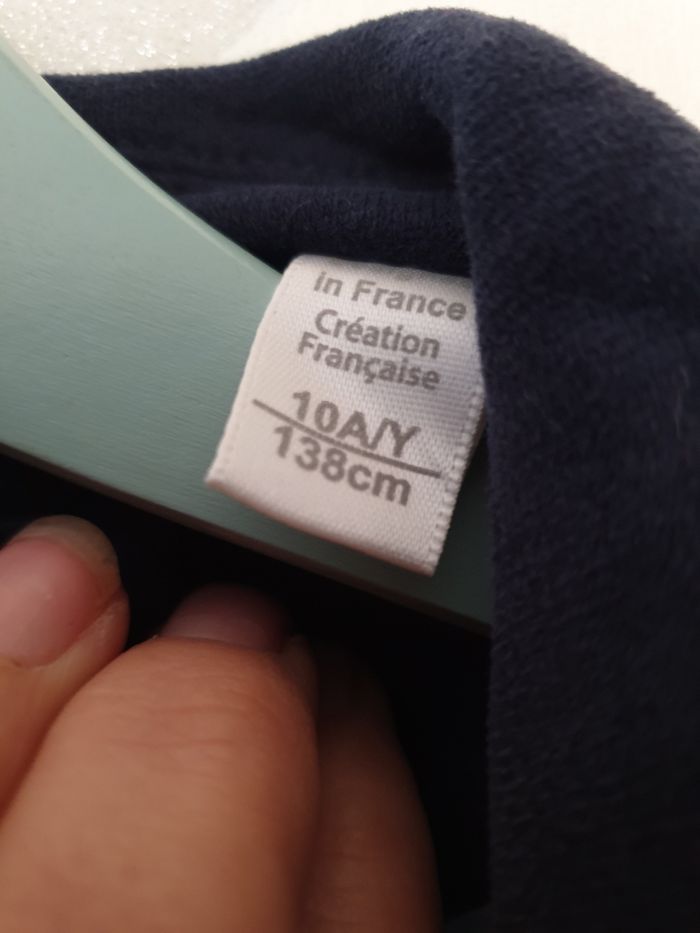 in France
Création
Française
10A/Y
138cm